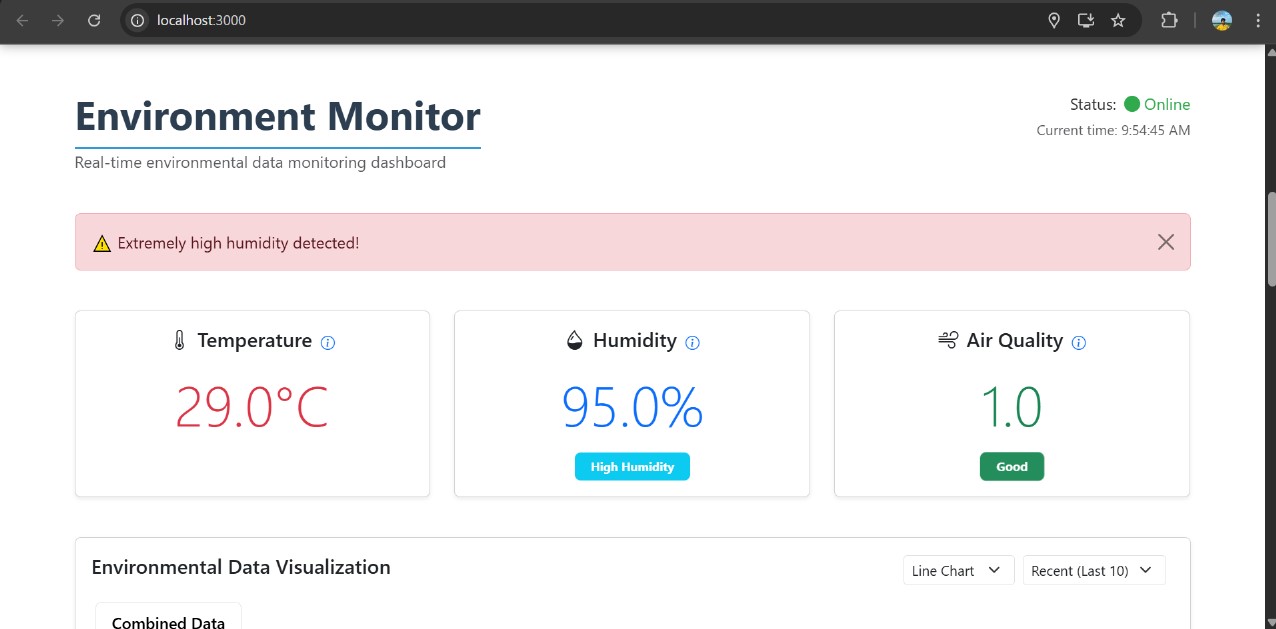 localhost:3000
Environment Monitor
Status: Online
Current time: 9:54:45 AM
Real-time environmental data monitoring dashboard
Extremely high humidity detected!
Temperature
29.0°C
Humidity
95.0%
High Humidity
Air Quality
1.0
Good
Environmental Data Visualization
Line Chart
Recent (Last 10)
Combined Data